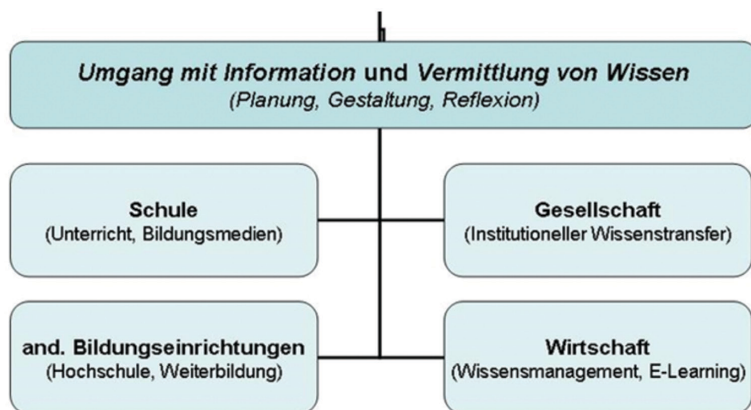 Umgang mit Information und Vermittlung von Wissen
(Planung, Gestaltung, Reflexion)
Schule
(Unterricht, Bildungsmedien)
Gesellschaft
(Institutioneller Wissenstransfer)
and. Bildungseinrichtungen
(Hochschule, Weiterbildung)
Wirtschaft
(Wissensmanagement, E-Learning)